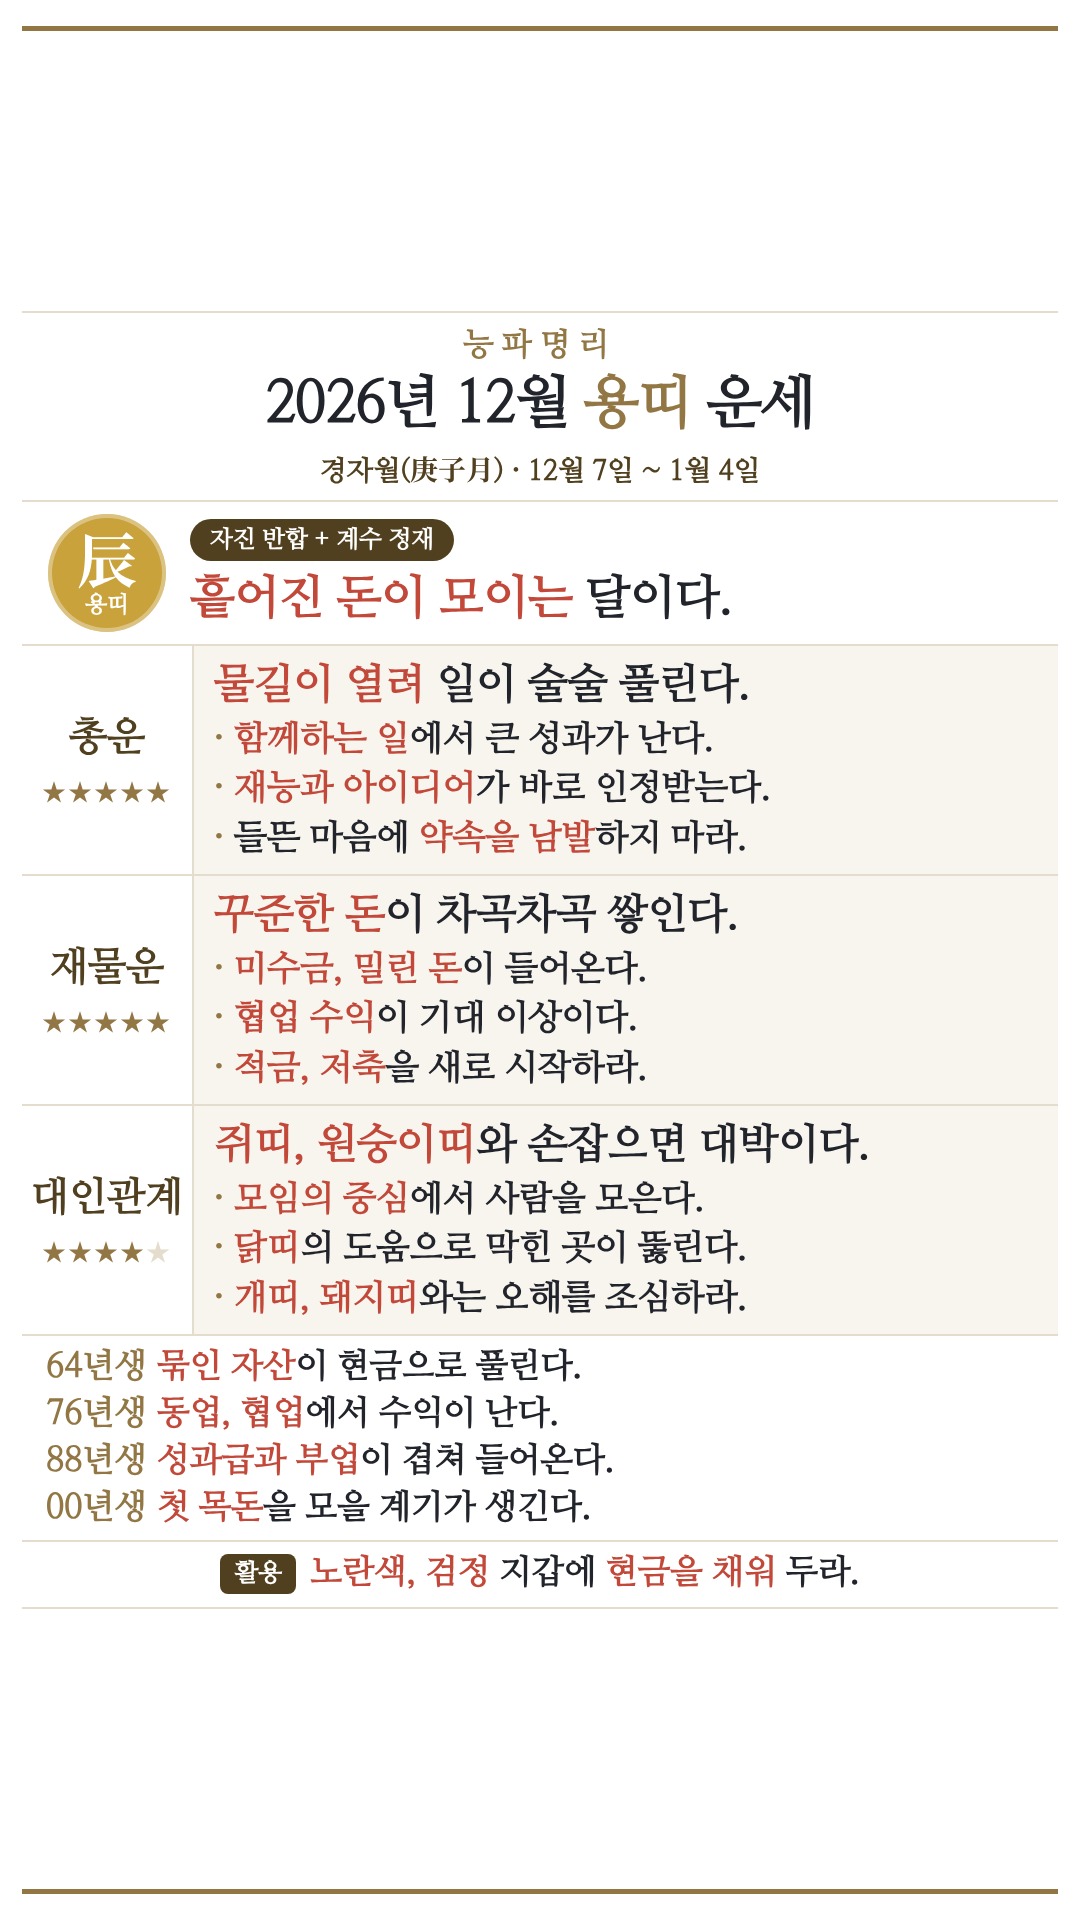 능파명리
2026년 12월 용띠 운세
경자월(庚子月) · 12월 7일 ~ 1월 4일
辰
용띠
자진 반합 + 계수 정재
흩어진 돈이 모이는 달이다.
총운
★★★★★
물길이 열려 일이 술술 풀린다.
· 함께하는 일에서 큰 성과가 난다.
· 재능과 아이디어가 바로 인정받는다.
· 들뜬 마음에 약속을 남발하지 마라.
재물운
★★★★★
꾸준한 돈이 차곡차곡 쌓인다.
· 미수금, 밀린 돈이 들어온다.
· 협업 수익이 기대 이상이다.
· 적금, 저축을 새로 시작하라.
대인관계
★★★★★
쥐띠, 원숭이띠와 손잡으면 대박이다.
· 모임의 중심에서 사람을 모은다.
· 닭띠의 도움으로 막힌 곳이 뚫린다.
· 개띠, 돼지띠와는 오해를 조심하라.
64년생 묶인 자산이 현금으로 풀린다.
76년생 동업, 협업에서 수익이 난다.
88년생 성과급과 부업이 겹쳐 들어온다.
00년생 첫 목돈을 모을 계기가 생긴다.
활용 노란색, 검정 지갑에 현금을 채워 두라.